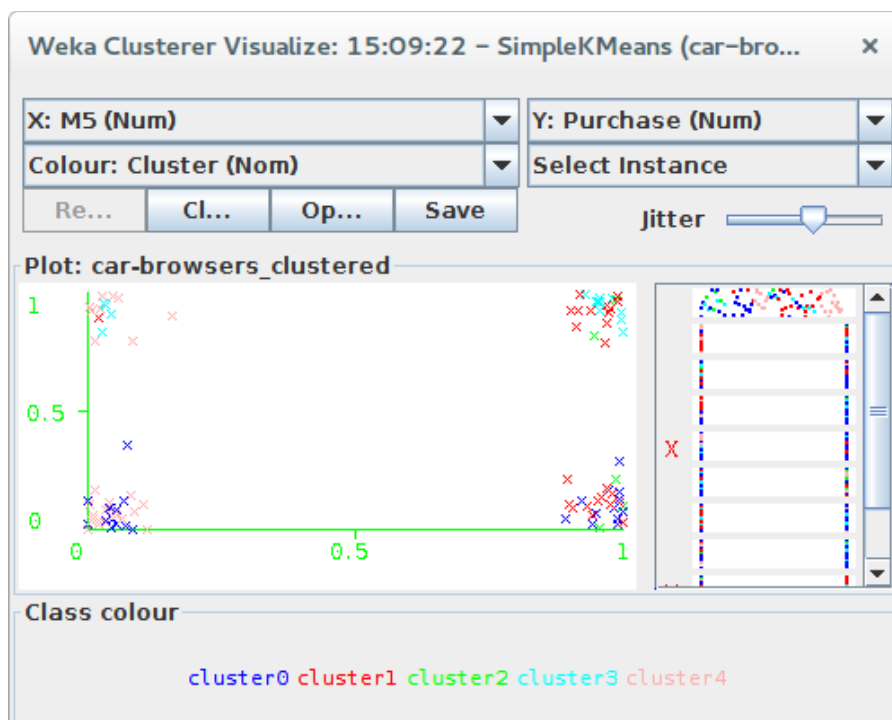 Weka Clusterer Visualize: 15:09:22 – SimpleKMeans (car-bro... ×
X: M5 (Num) Y: Purchase (Num)
Colour: Cluster (Nom) Select Instance
Re... Cl... Op... Save Jitter
Plot: car-browsers_clustered
1
0.5
X
0
0 0.5 1
Class colour
cluster0 cluster1 cluster2 cluster3 cluster4